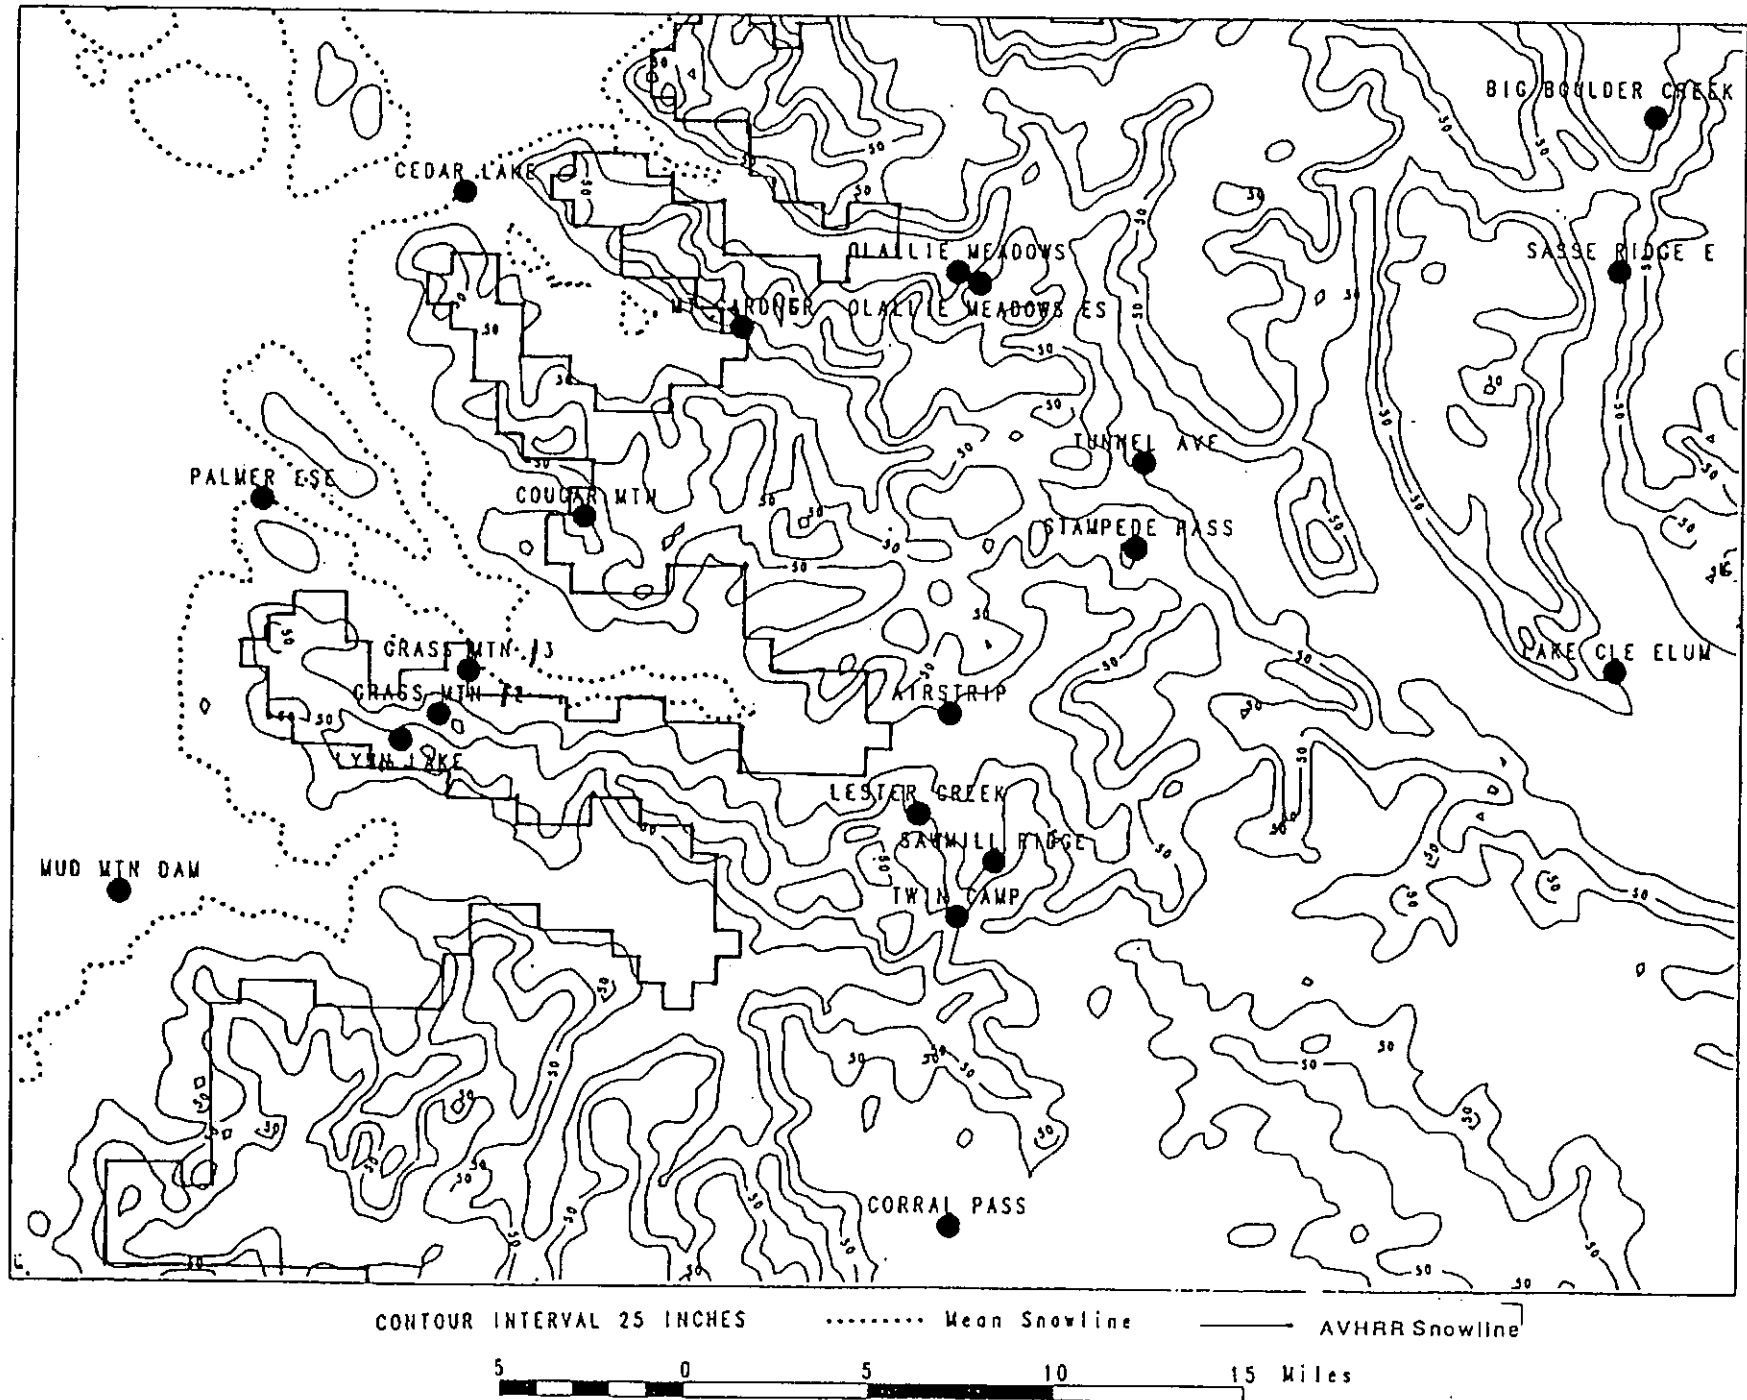 BIG BOULDER CREEK
CEDAR LAKE
OLALLIE MEADOWS
SASSE RIDGE E
MT GARDNER
OLALLIE MEADOWS ES
TUNNEL AVE
PALMER ESE
COUGAR MTN
STAMPEDE PASS
GRASS MTN #3
LAKE CLE ELUM
GRASS MTN #2
AIRSTRIP
LYNN LAKE
LESTER CREEK
SAWMILL RIDGE
MUD MTN DAM
TWIN CAMP
CORRAL PASS
50
CONTOUR INTERVAL 25 INCHES
Mean Snowline
AVHRR Snowline
5 0 5 10 15 Miles